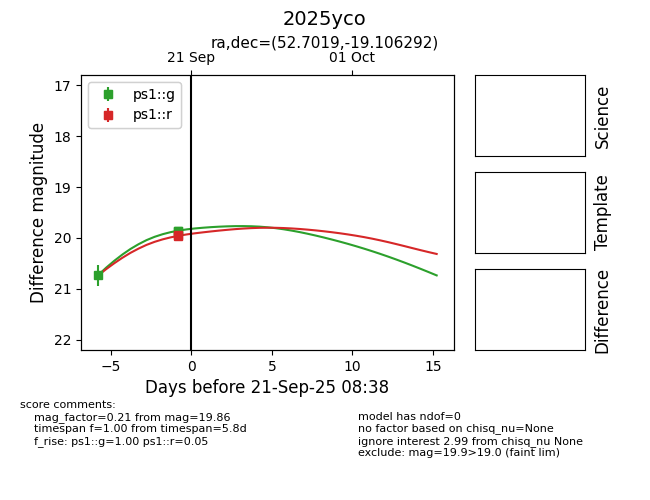 2025yco
ra,dec=(52.7019,-19.106292)
21 Sep
01 Oct
ps1::g
ps1::r
17
18
19
20
21
22
Difference magnitude
−5
0
5
10
15
Days before 21-Sep-25 08:38
Science
Template
Difference
score comments:
mag_factor=0.21 from mag=19.86
timespan f=1.00 from timespan=5.8d
f_rise: ps1::g=1.00 ps1::r=0.05
model has ndof=0
no factor based on chisq_nu=None
ignore interest 2.99 from chisq_nu None
exclude: mag=19.9>19.0 (faint lim)